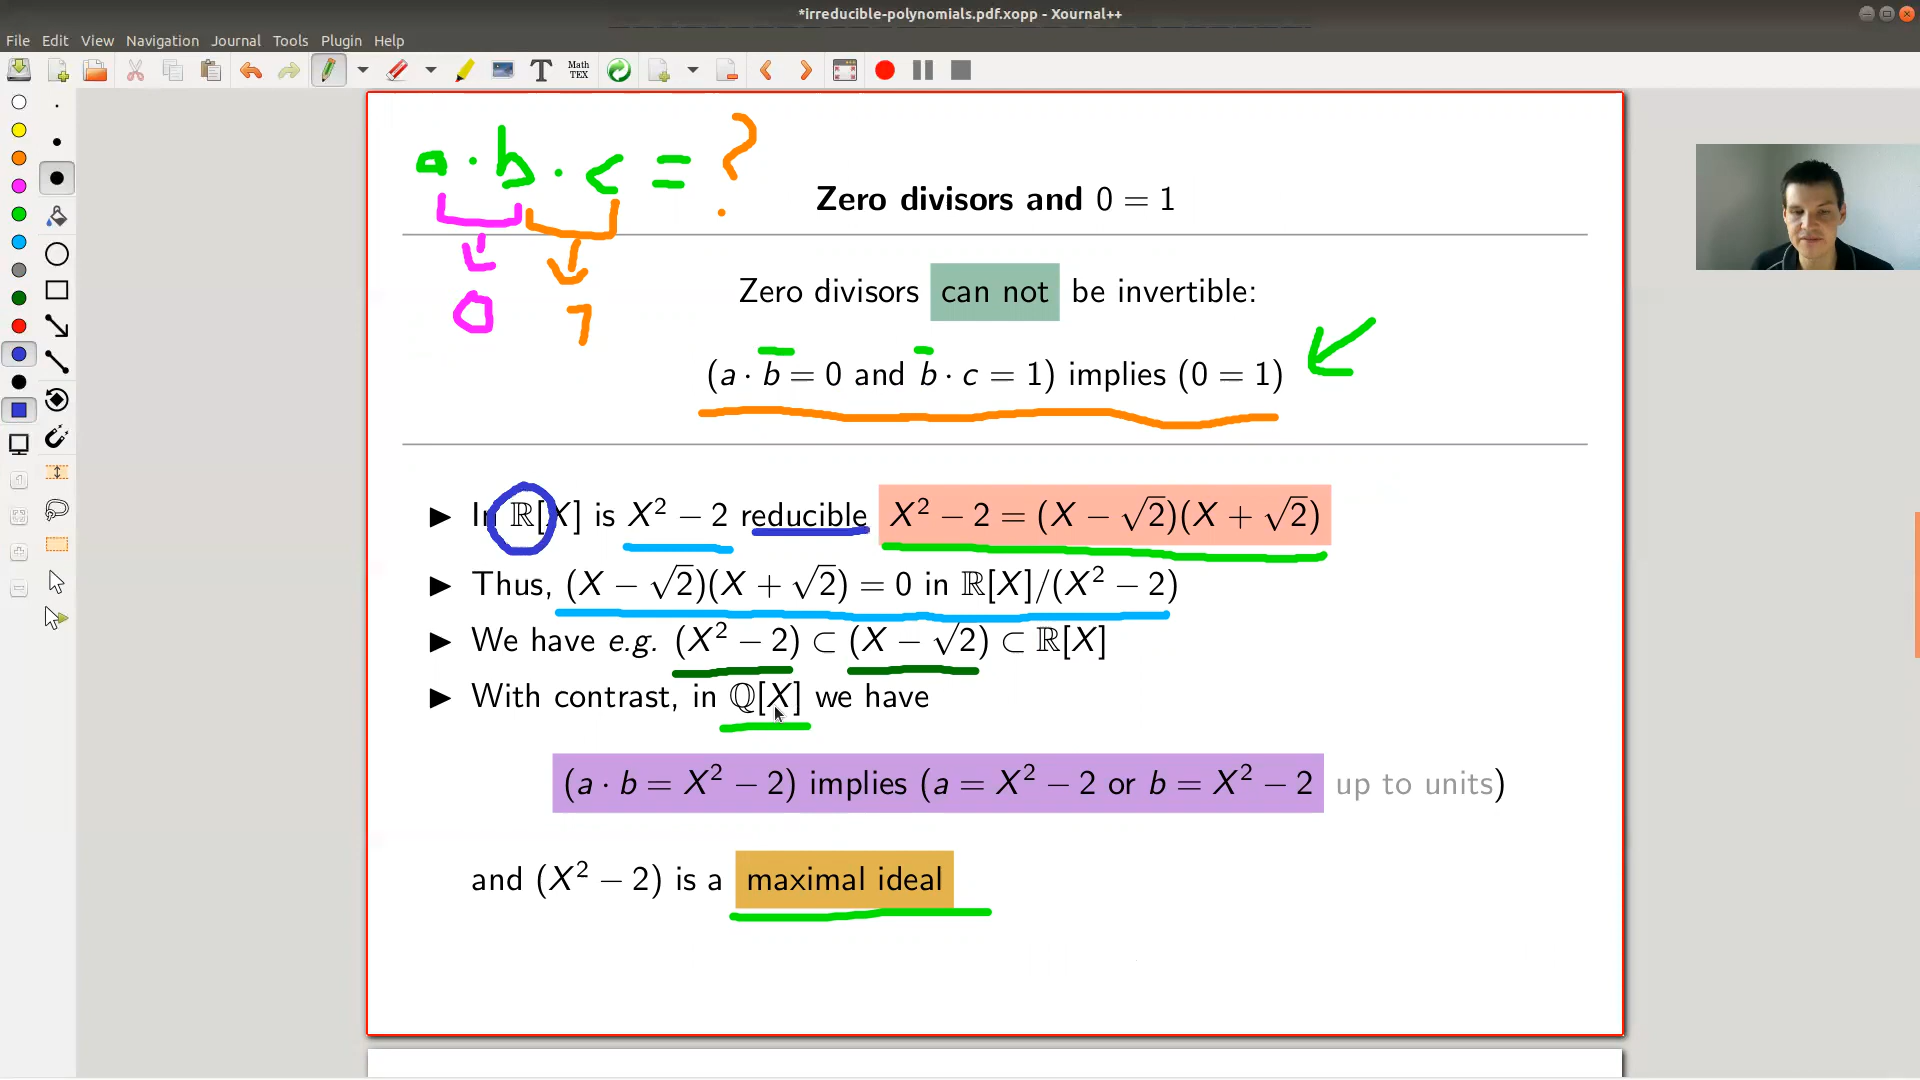 *irreducible-polynomials.pdf.xopp - Xournal++
File Edit View Navigation Journal Tools Plugin Help
Math
TEX
a · b · c = ?
0
1
Zero divisors and 0 = 1
Zero divisors can not be invertible:
(a · b = 0 and b · c = 1) implies (0 = 1)
▶ In ℝ[X] is X² − 2 reducible X² − 2 = (X − √2)(X + √2)
▶ Thus, (X − √2)(X + √2) = 0 in ℝ[X]/(X² − 2)
▶ We have e.g. (X² − 2) ⊂ (X − √2) ⊂ ℝ[X]
▶ With contrast, in ℚ[X] we have
(a · b = X² − 2) implies (a = X² − 2 or b = X² − 2 up to units)
and (X² − 2) is a maximal ideal